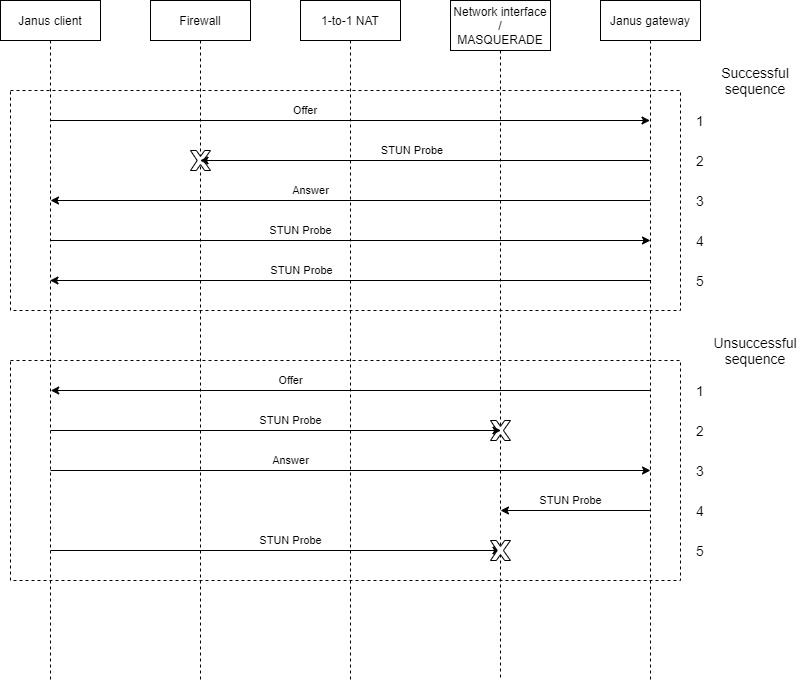 Janus client
Firewall
1-to-1 NAT
Network interface
/
MASQUERADE
Janus gateway
Successful
sequence
Offer
1
STUN Probe
2
Answer
3
STUN Probe
4
STUN Probe
5
Unsuccessful
sequence
Offer
1
STUN Probe
2
Answer
3
STUN Probe
4
STUN Probe
5